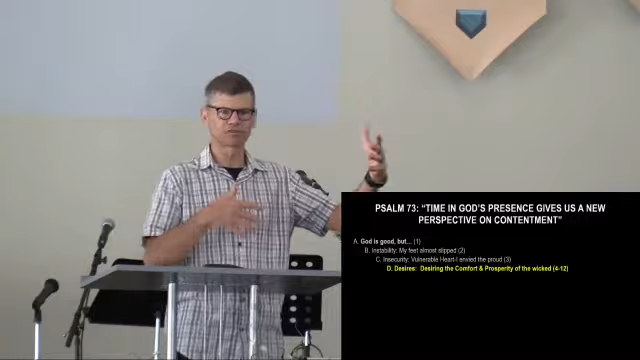 PSALM 73: “TIME IN GOD’S PRESENCE GIVES US A NEW
PERSPECTIVE ON CONTENTMENT”
A. God is good, but... (1)
B. Instability: My feet almost slipped (2)
C. Insecurity: Vulnerable Heart-I envied the proud (3)
D. Desires: Desiring the Comfort & Prosperity of the wicked (4-12)